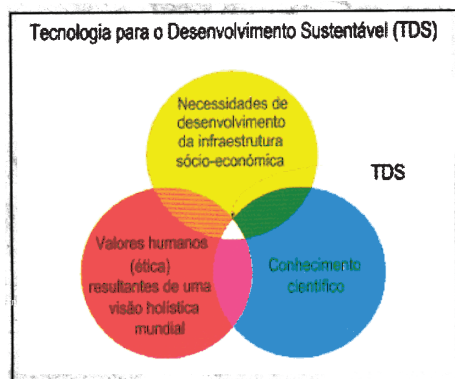 Tecnologia para o Desenvolvimento Sustentável (TDS)
Necessidades de
desenvolvimento
da infraestrutura
sócio-económica
TDS
Valores humanos
(ética)
resultantes de uma
visão holística
mundial
Conhecimento
científico